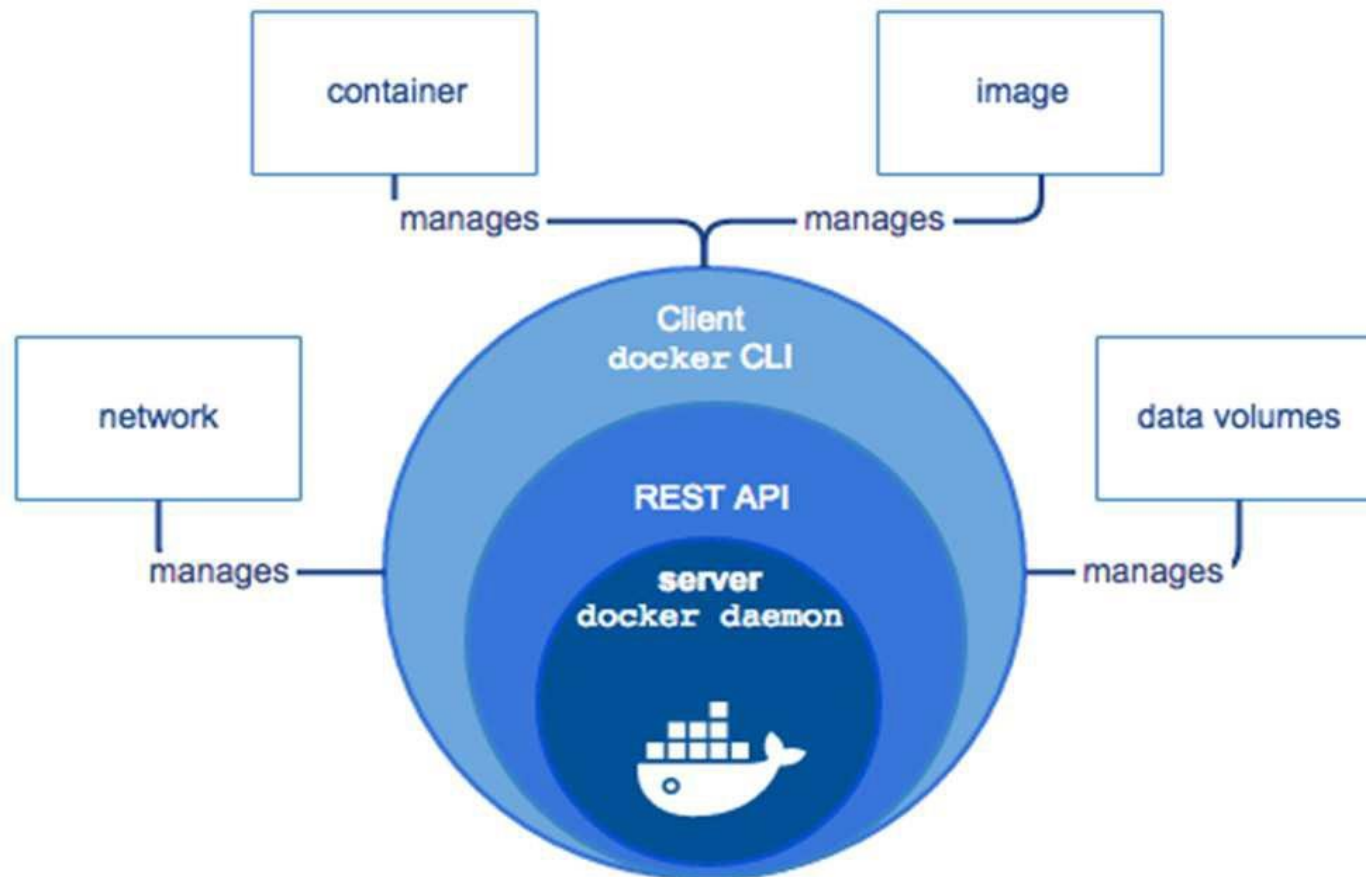 container
image
manages
manages
Client
docker CLI
network
data volumes
REST API
manages
server
docker daemon
manages